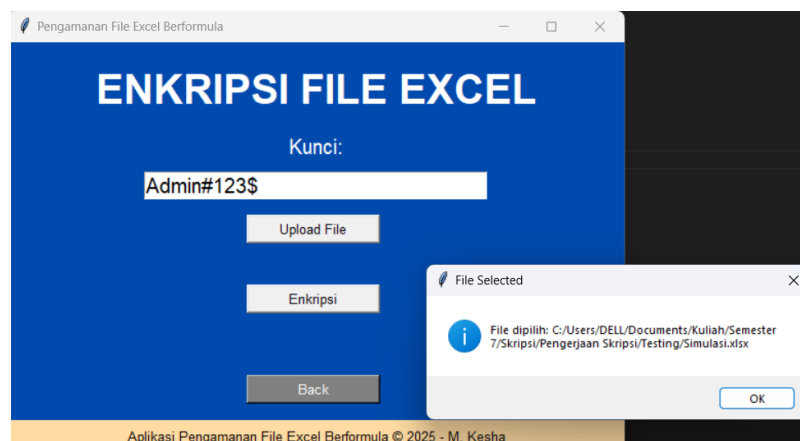 Pengamanan File Excel Berformula
ENKRIPSI FILE EXCEL
Kunci:
Admin#123$
Upload File
Enkripsi
Back
Aplikasi Pengamanan File Excel Berformula © 2025 - M. Kesha
File Selected
File dipilih: C:/Users/DELL/Documents/Kuliah/Semester
7/Skripsi/Pengerjaan Skripsi/Testing/Simulasi.xlsx
OK